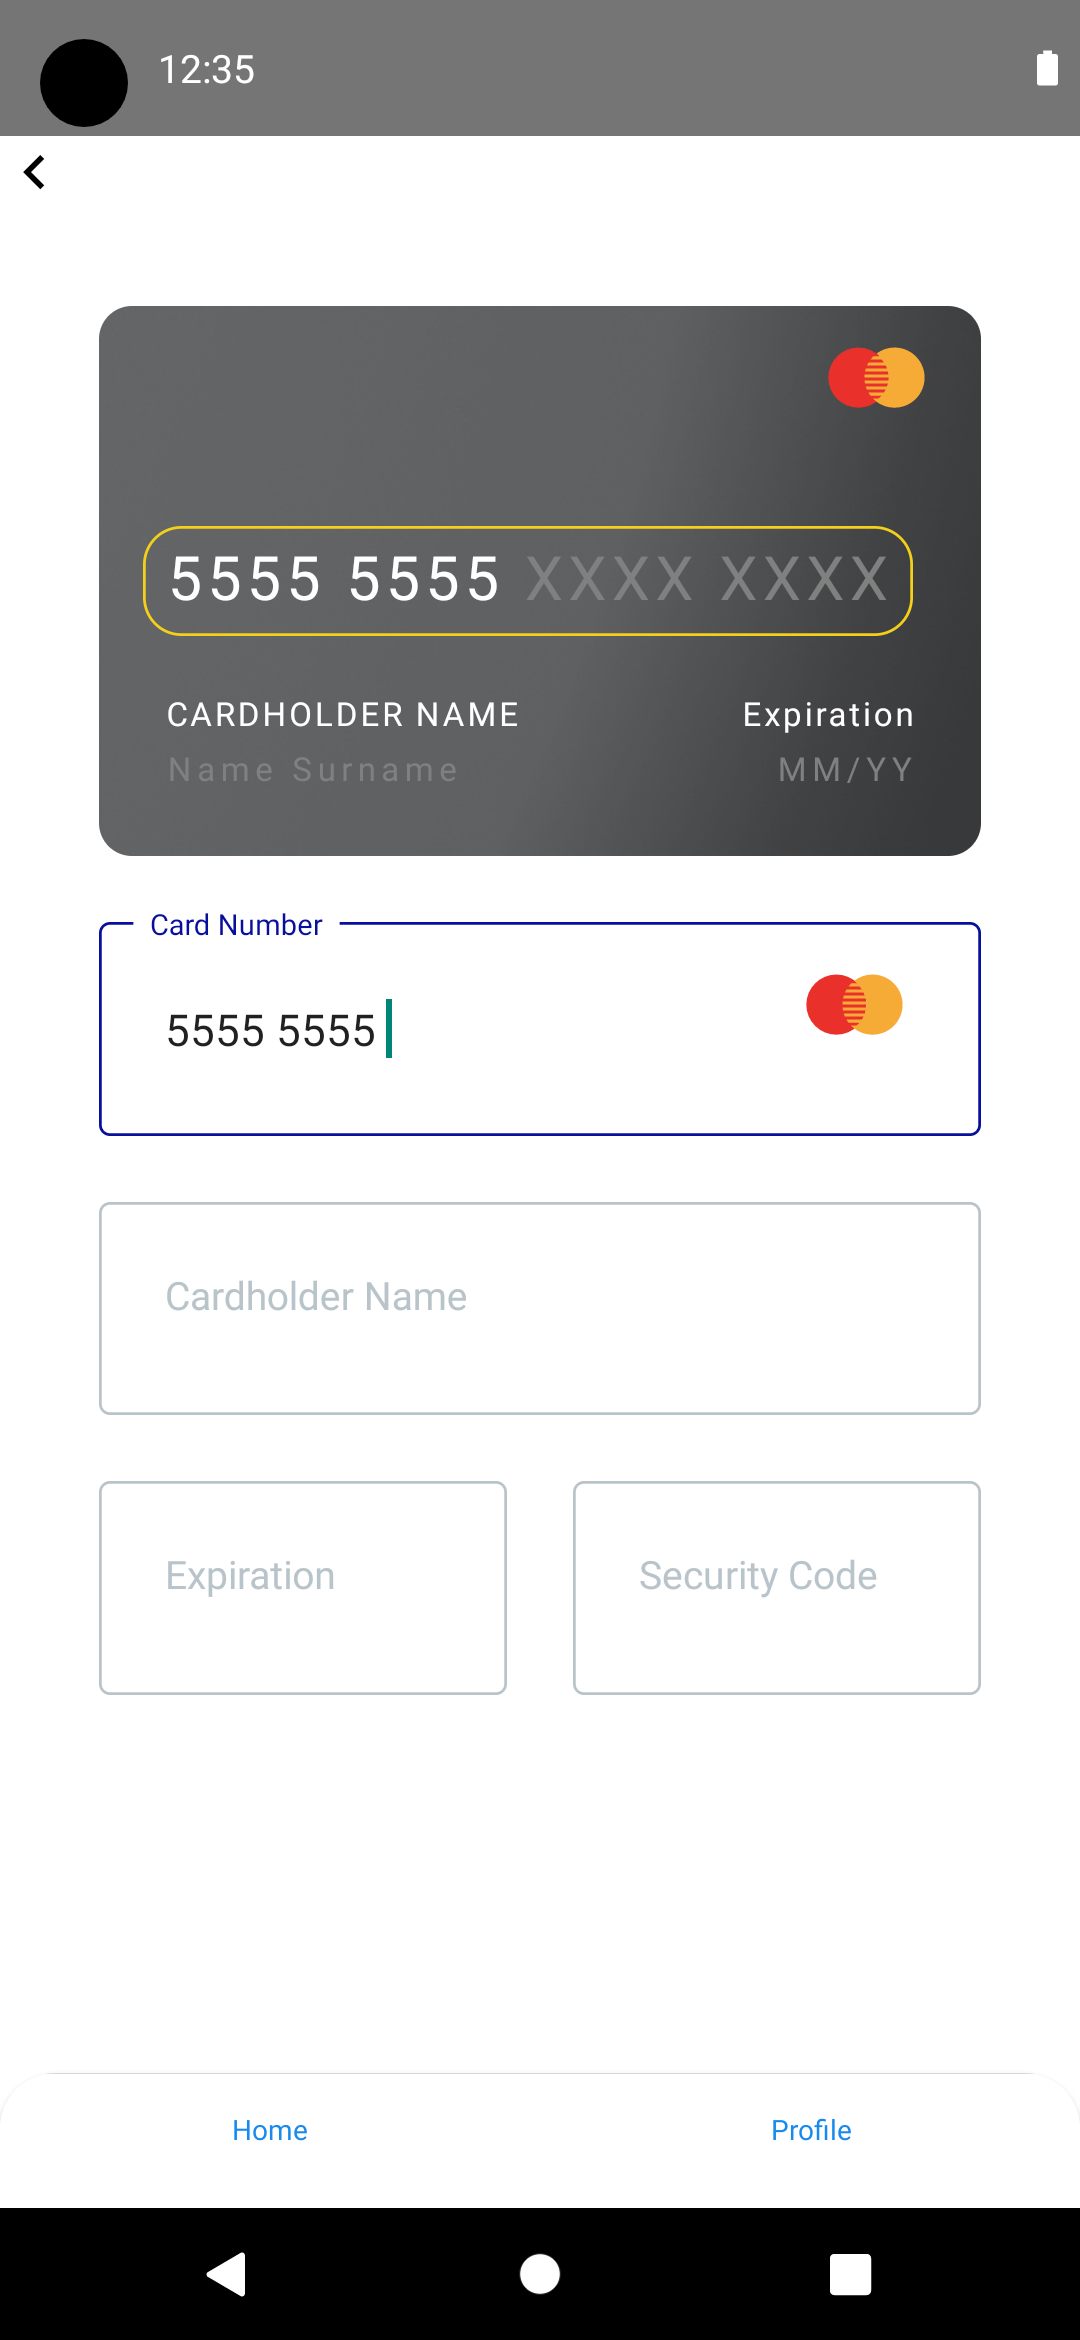 12:35
5555 5555 XXXX XXXX
CARDHOLDER NAME Expiration
Name Surname MM/YY
Card Number
5555 5555
Cardholder Name
Expiration Security Code
Home Profile